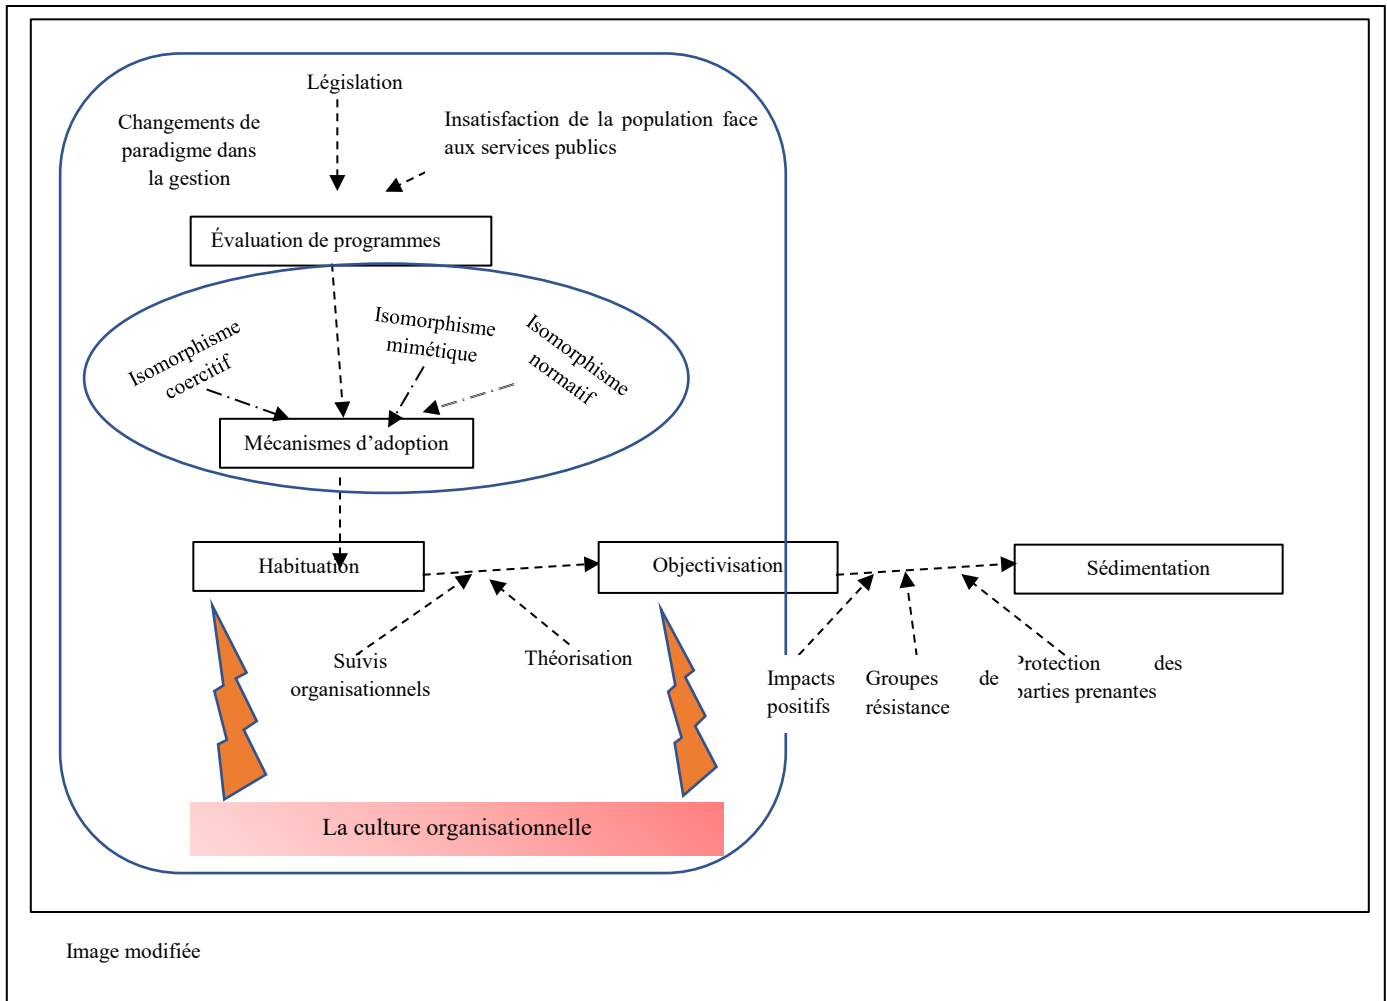 Législation
Changements de
paradigme dans
la gestion
Insatisfaction de la population face
aux services publics
Évaluation de programmes
Isomorphisme
coercitif
Isomorphisme
mimétique
Isomorphisme
normatif
Mécanismes d’adoption
Habituation
Objectivisation
Sédimentation
Suivis
organisationnels
Théorisation
Impacts
positifs
Groupes de
résistance
Protection des
parties prenantes
La culture organisationnelle
Image modifiée